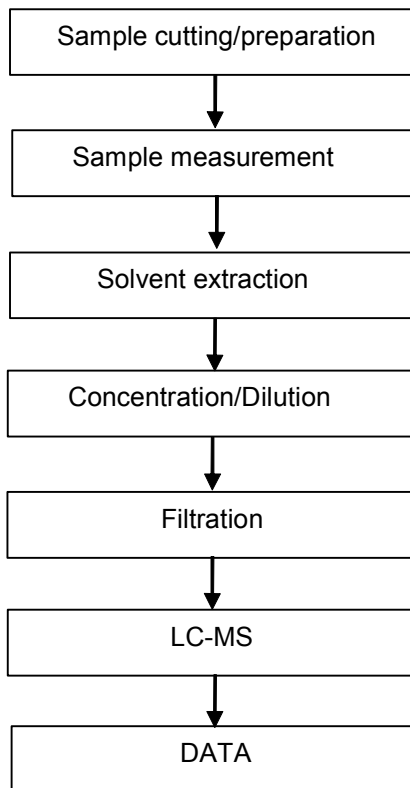 Sample cutting/preparation
Sample measurement
Solvent extraction
Concentration/Dilution
Filtration
LC-MS
DATA